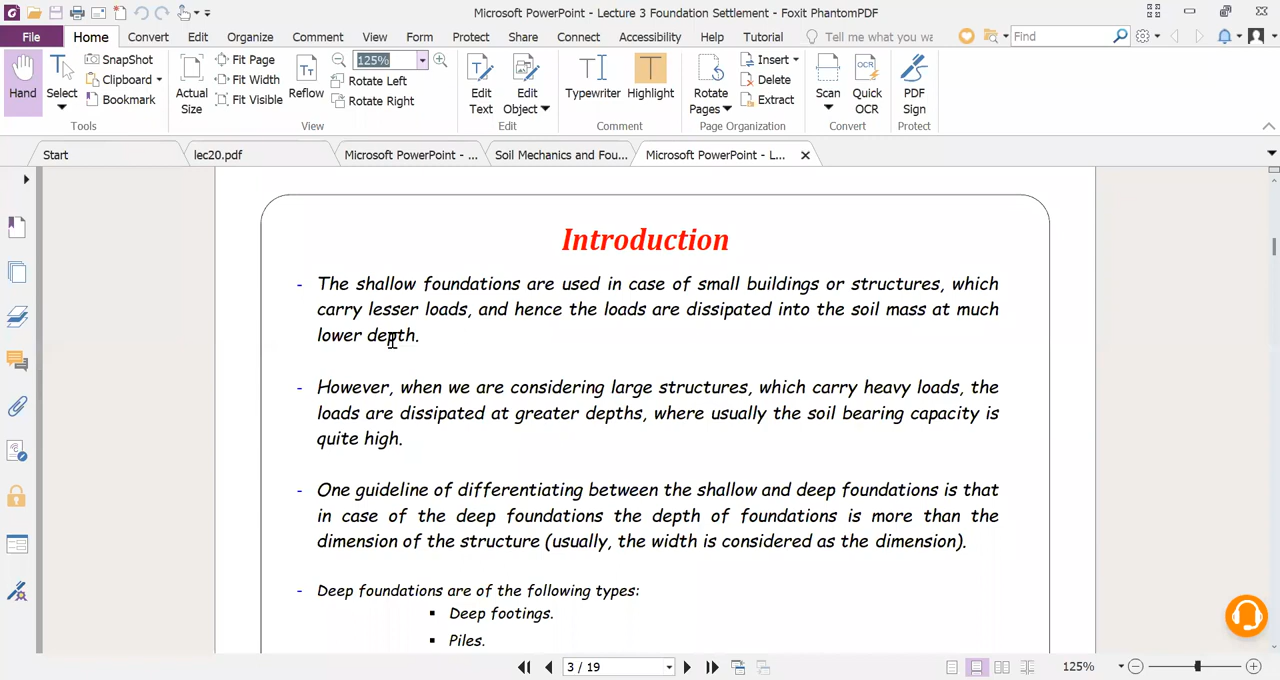 Microsoft PowerPoint - Lecture 3 Foundation Settlement - Foxit PhantomPDF
File Home Convert Edit Organize Comment View Form Protect Share Connect Accessibility Help Tutorial Tell me what you wa Find
Hand Select SnapShot Clipboard Bookmark Actual Size Fit Page Fit Width Fit Visible Reflow 125% Rotate Left Rotate Right Edit Text Edit Object Typewriter Highlight Rotate Pages Insert Delete Extract Scan Quick OCR PDF Sign
Tools View Edit Comment Page Organization Convert Protect
Start lec20.pdf Microsoft PowerPoint - ... Soil Mechanics and Fou... Microsoft PowerPoint - L...
Introduction
- The shallow foundations are used in case of small buildings or structures, which
carry lesser loads, and hence the loads are dissipated into the soil mass at much
lower depth.
- However, when we are considering large structures, which carry heavy loads, the
loads are dissipated at greater depths, where usually the soil bearing capacity is
quite high.
- One guideline of differentiating between the shallow and deep foundations is that
in case of the deep foundations the depth of foundations is more than the
dimension of the structure (usually, the width is considered as the dimension).
- Deep foundations are of the following types:
▪ Deep footings.
▪ Piles.
3 / 19 125%